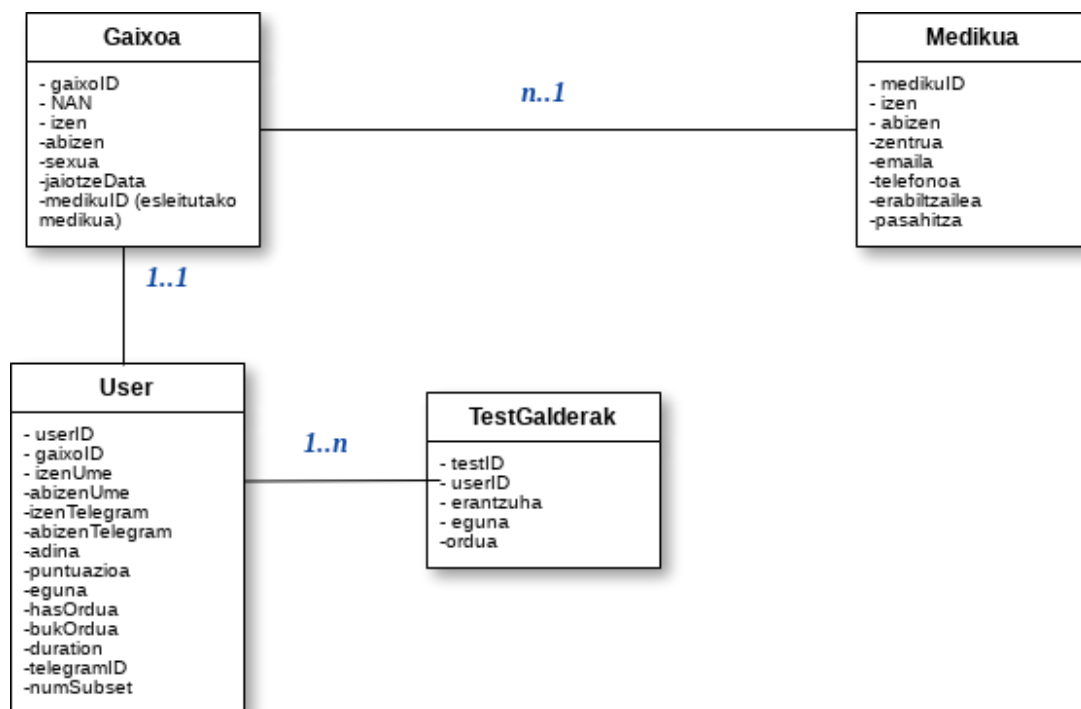 Gaixoa
- gaixoID
- NAN
- izen
-abizen
-sexua
-jaiotzeData
-medikuID (esleitutako
medikua)
n..1
Medikua
- medikuID
- izen
- abizen
-zentrua
-emaila
-telefonoa
-erabiltzailea
-pasahitza
1..1
User
- userID
- gaixoID
- izenUme
-abizenUme
-izenTelegram
-abizenTelegram
-adina
-puntuazioa
-eguna
-hasOrdua
-bukOrdua
-duration
-telegramID
-numSubset
1..n
TestGalderak
- testID
- userID
- erantzuha
- eguna
-ordua